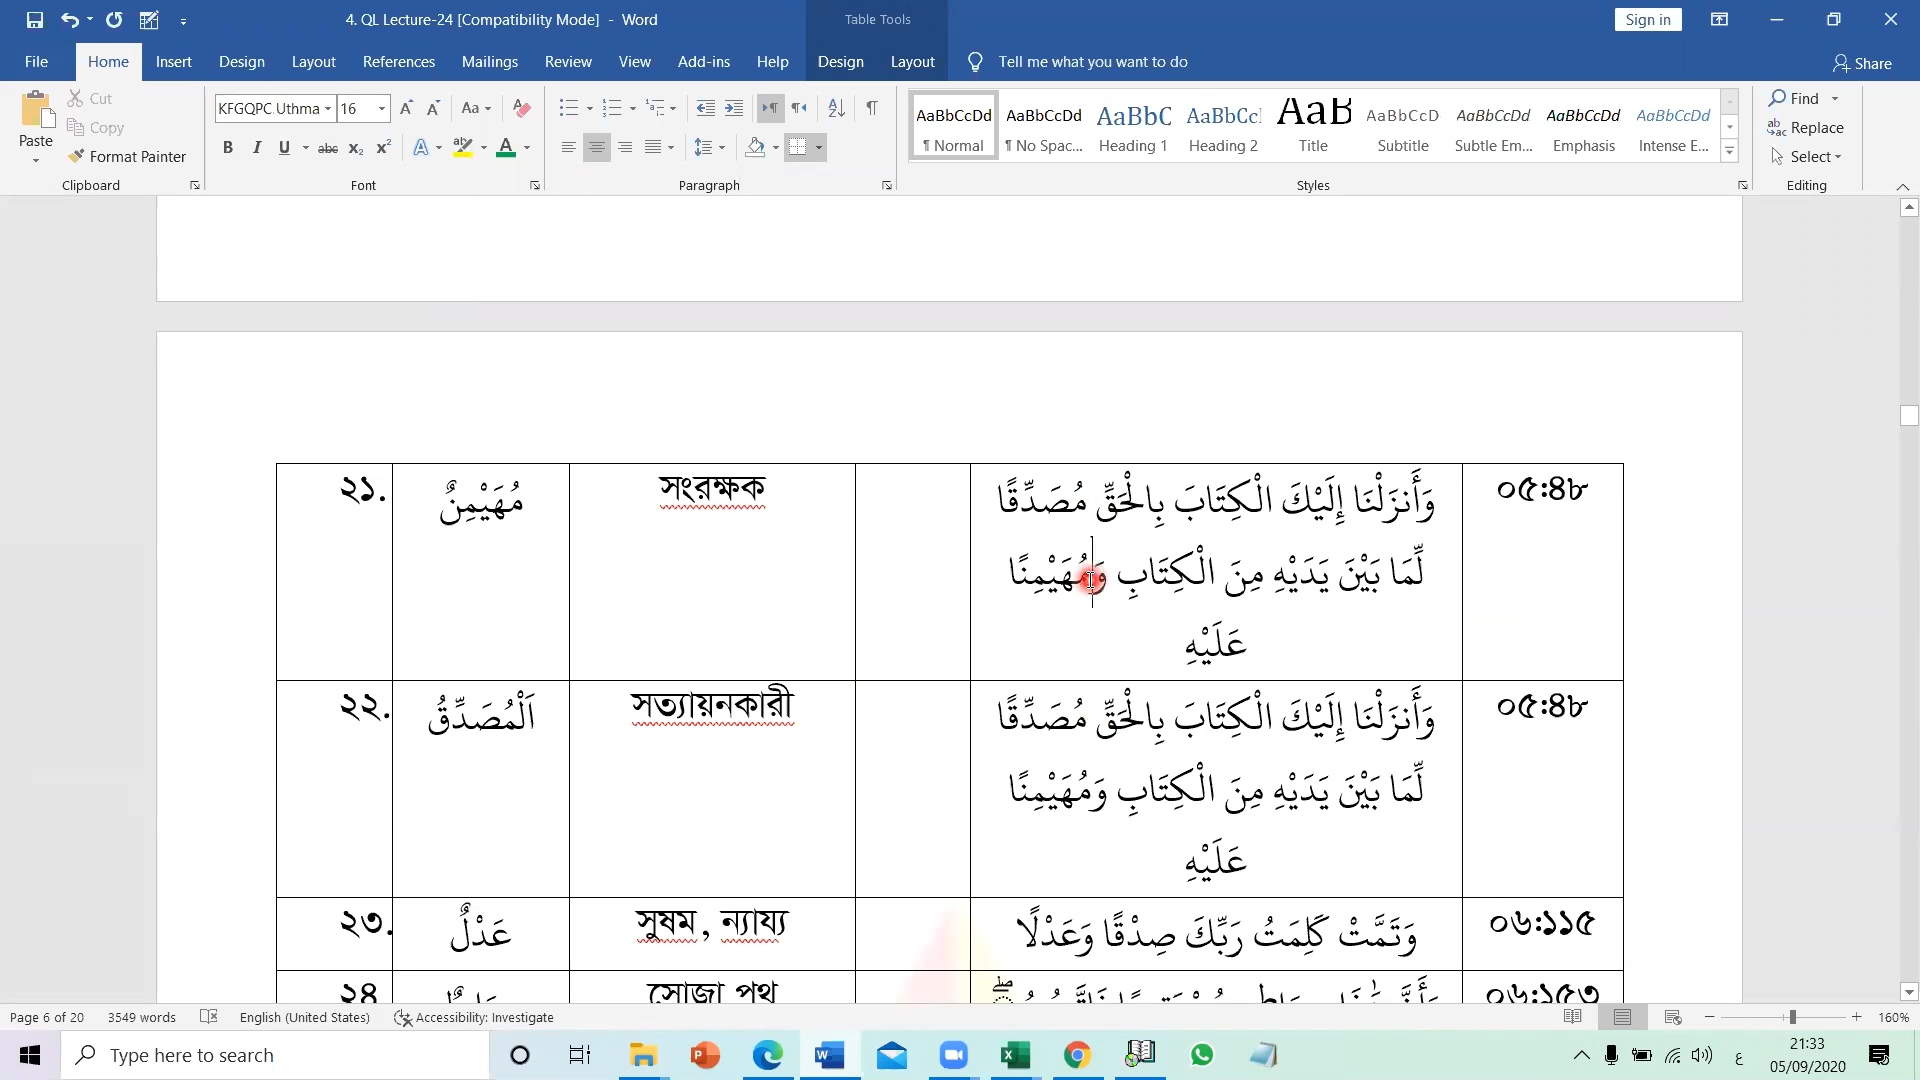 4. QL Lecture-24 [Compatibility Mode] - Word
Table Tools
Sign in
File Home Insert Design Layout References Mailings Review View Add-ins Help Design Layout Tell me what you want to do Share
Cut
Copy
Paste
Format Painter
Clipboard
KFGQPC Uthma 16
Font
Paragraph
AaBbCcDd AaBbCcDd AaBbC AaBbCc AaB AaBbCcD AaBbCcDd AaBbCcDd AaBbCcDd
¶ Normal ¶ No Spac... Heading 1 Heading 2 Title Subtitle Subtle Em... Emphasis Intense E...
Styles
Find
Replace
Select
Editing
২১. مُهَيْمِنٌ সংরক্ষক وَأَنزَلْنَا إِلَيْكَ الْكِتَابَ بِالْحَقِّ مُصَدِّقًا ০৫:৪৮
لِّمَا بَيْنَ يَدَيْهِ مِنَ الْكِتَابِ وَمُهَيْمِنًا
عَلَيْهِ
২২. اَلْمُصَدِّقُ সত্যায়নকারী وَأَنزَلْنَا إِلَيْكَ الْكِتَابَ بِالْحَقِّ مُصَدِّقًا ০৫:৪৮
لِّمَا بَيْنَ يَدَيْهِ مِنَ الْكِتَابِ وَمُهَيْمِنًا
عَلَيْهِ
২৩. عَدْلٌ সুষম, ন্যায্য وَتَمَّتْ كَلِمَتُ رَبِّكَ صِدْقًا وَعَدْلًا ০৬:১১৫
২৪ সোজা পথ ০৬:১৫৩
Page 6 of 20 3549 words English (United States) Accessibility: Investigate 160%
Type here to search
ع
21:33
05/09/2020